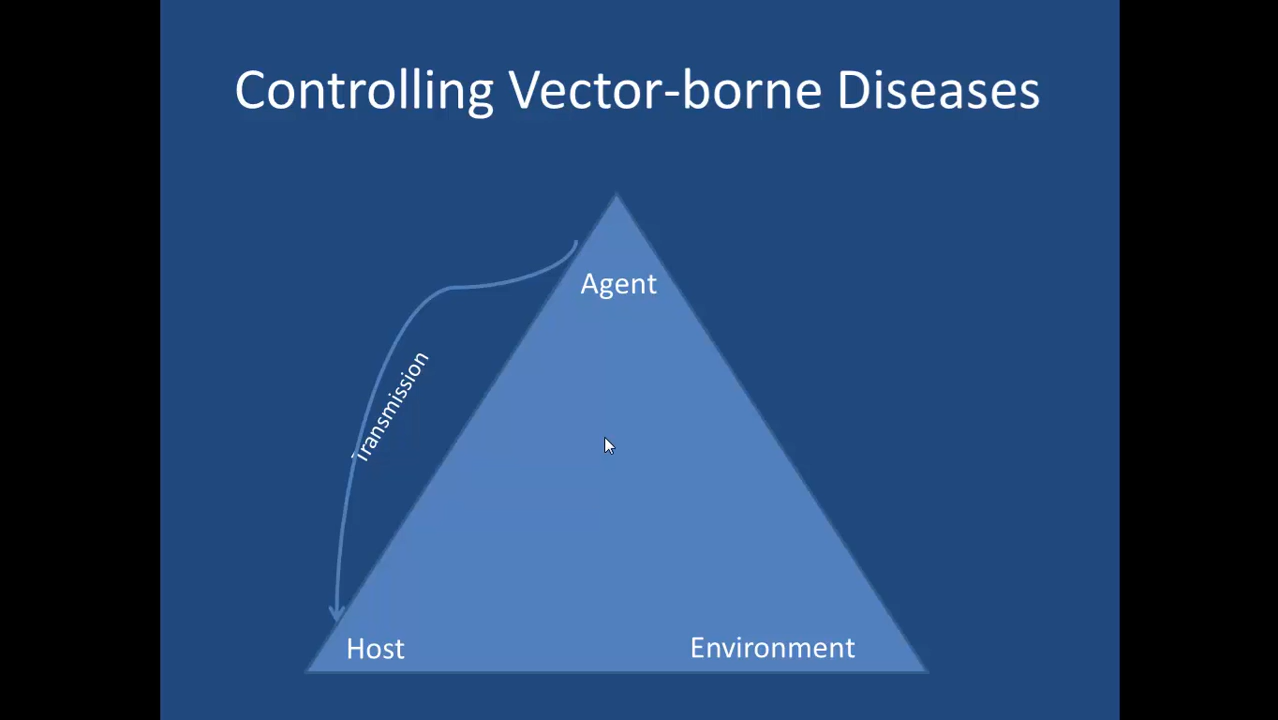 Controlling Vector-borne Diseases
Agent
Transmission
Host
Environment